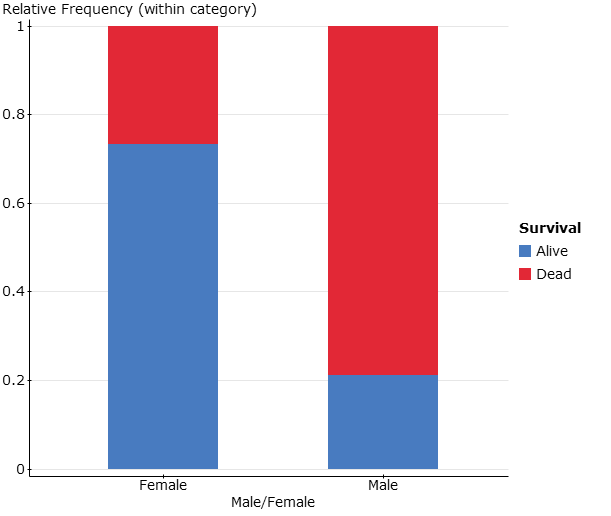 Relative Frequency (within category)
1
0.8
0.6
0.4
0.2
0
Female Male
Male/Female
Survival
Alive
Dead